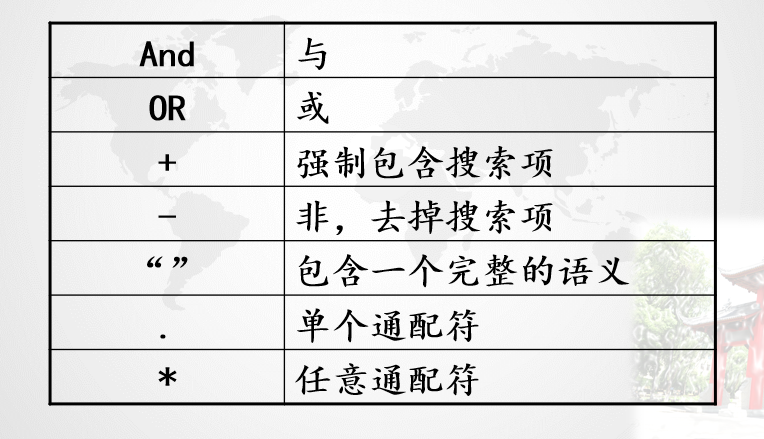 And 与
OR 或
+ 强制包含搜索项
- 非，去掉搜索项
“” 包含一个完整的语义
. 单个通配符
* 任意通配符